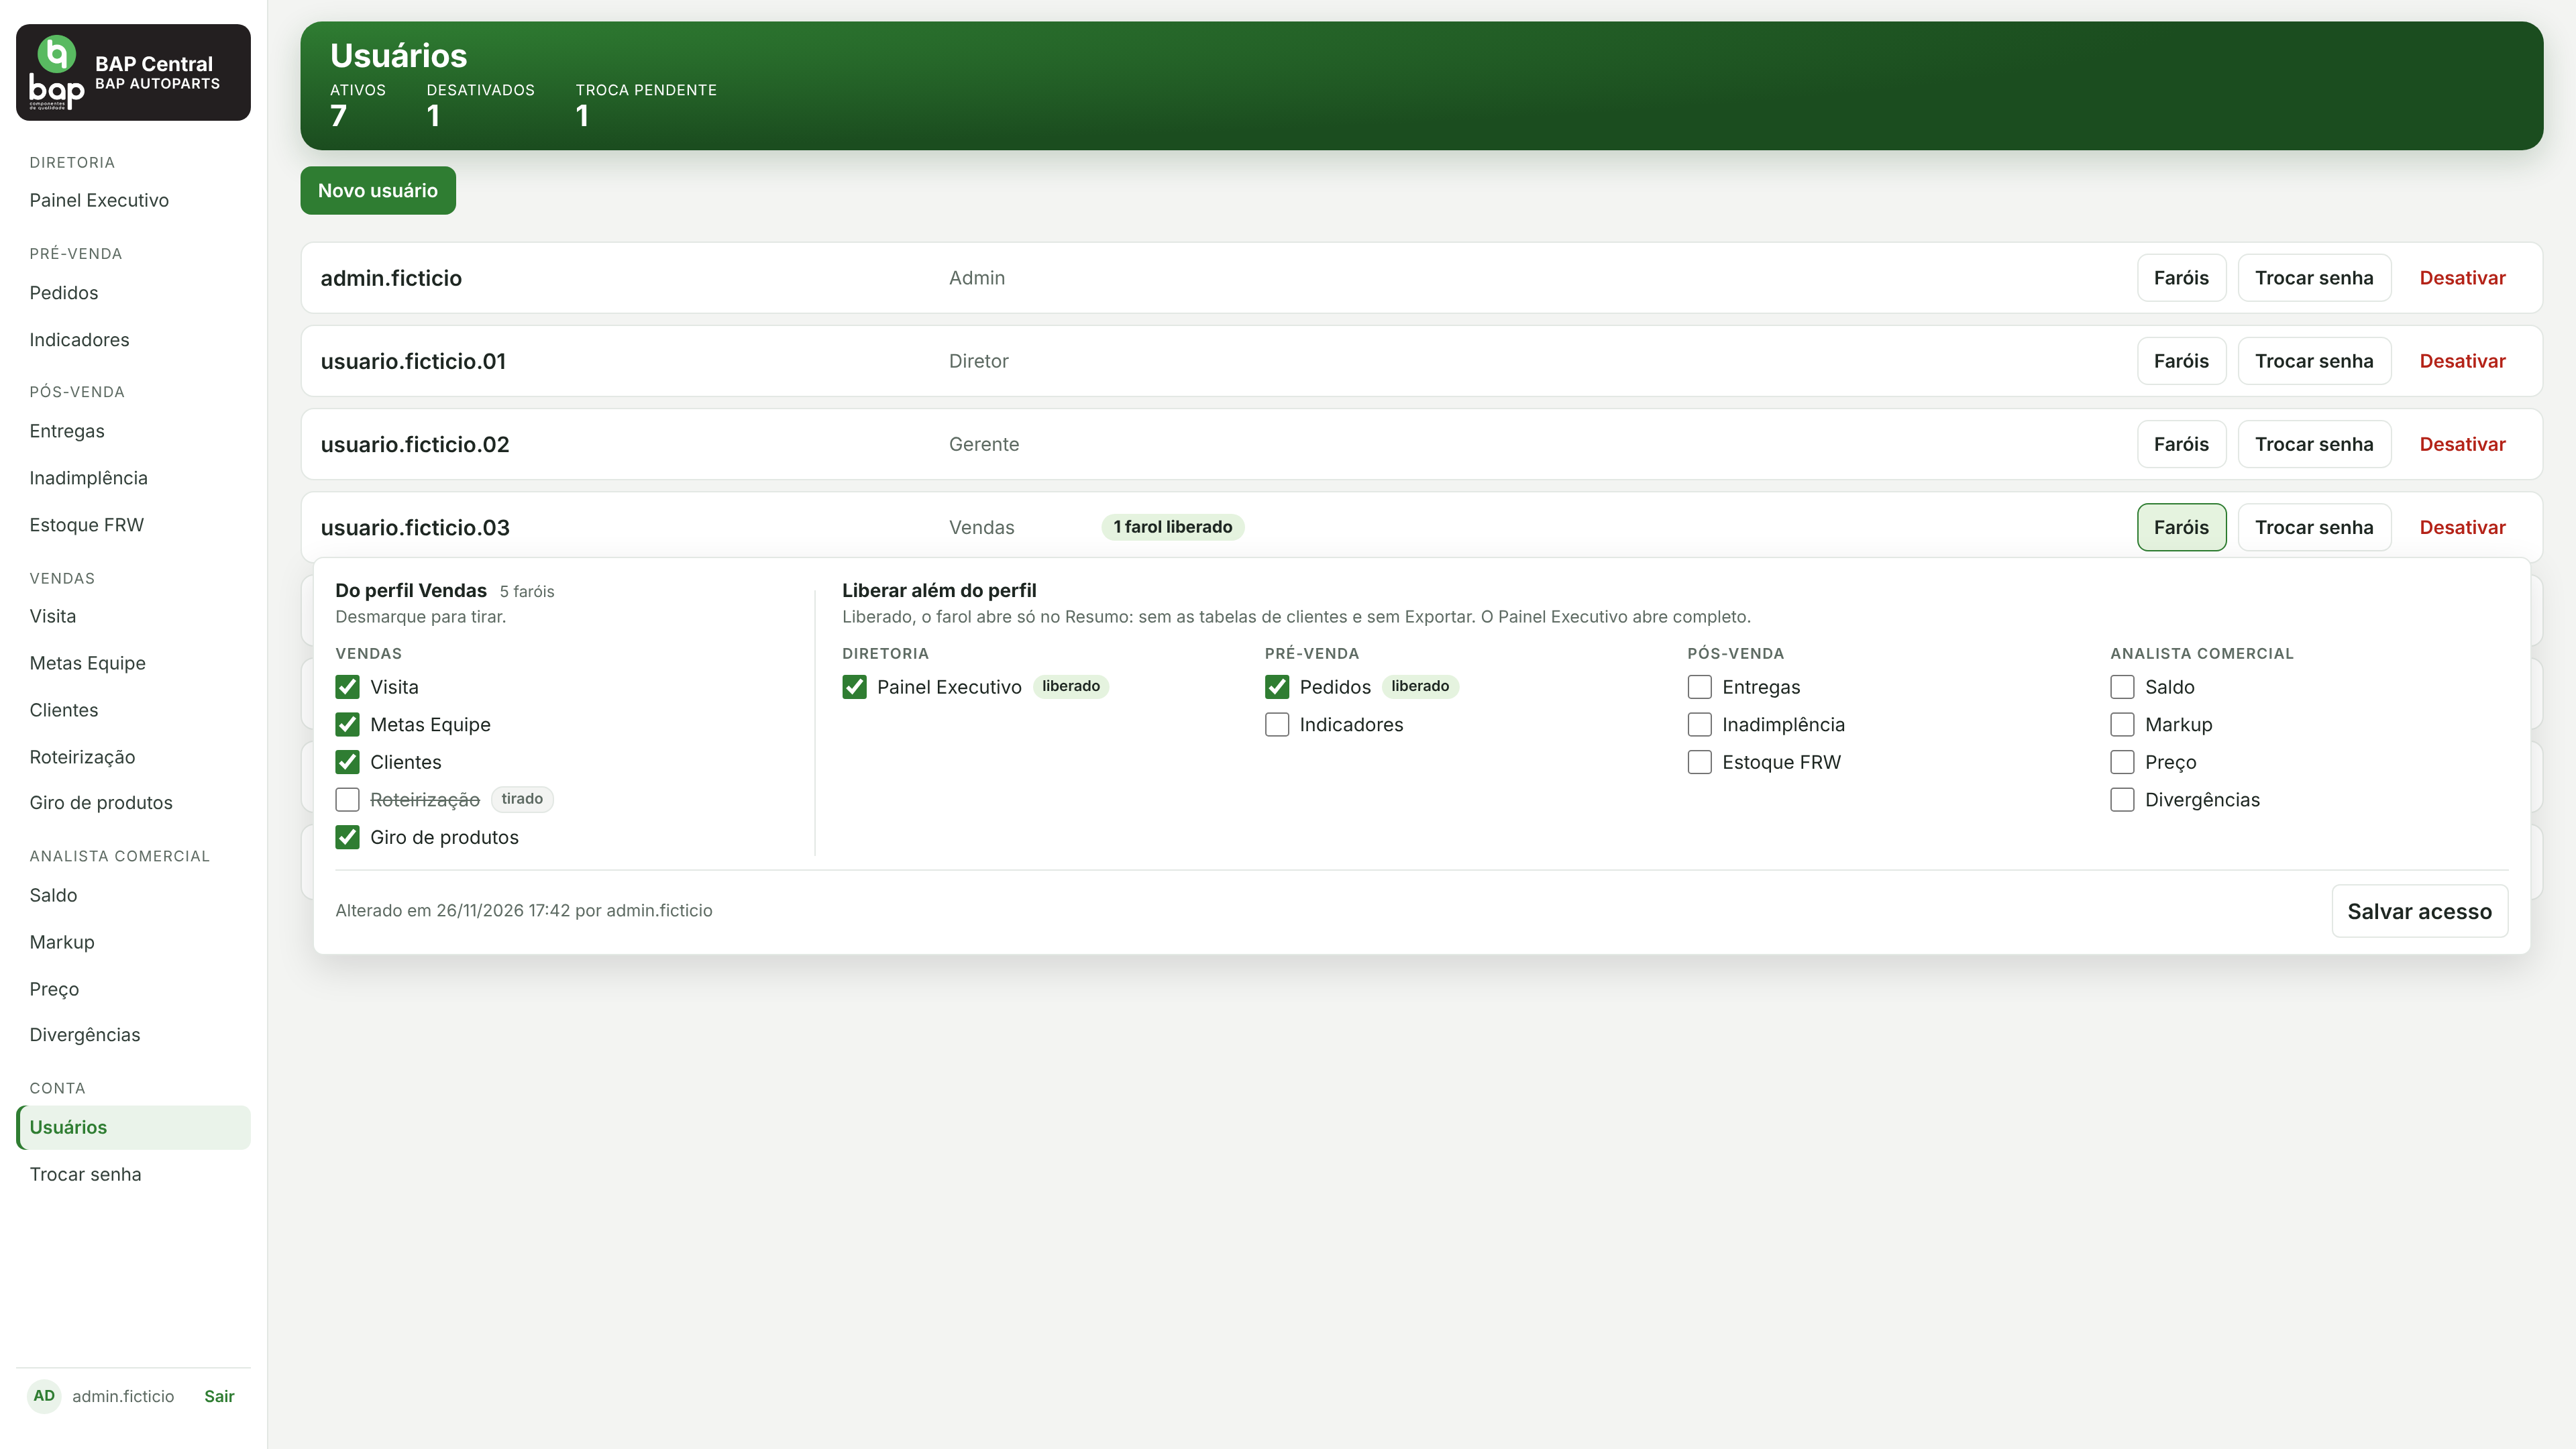 bap
componentes
de qualidade
BAP Central
BAP AUTOPARTS
DIRETORIA
Painel Executivo
PRÉ-VENDA
Pedidos
Indicadores
PÓS-VENDA
Entregas
Inadimplência
Estoque FRW
VENDAS
Visita
Metas Equipe
Clientes
Roteirização
Giro de produtos
ANALISTA COMERCIAL
Saldo
Markup
Preço
Divergências
CONTA
Usuários
Trocar senha
AD admin.ficticio Sair
Usuários
ATIVOS DESATIVADOS TROCA PENDENTE
7 1 1
Novo usuário
admin.ficticio Admin Faróis Trocar senha Desativar
usuario.ficticio.01 Diretor Faróis Trocar senha Desativar
usuario.ficticio.02 Gerente Faróis Trocar senha Desativar
usuario.ficticio.03 Vendas 1 farol liberado Faróis Trocar senha Desativar
Do perfil Vendas 5 faróis
Desmarque para tirar.
VENDAS
Visita
Metas Equipe
Clientes
Roteirização tirado
Giro de produtos
Liberar além do perfil
Liberado, o farol abre só no Resumo: sem as tabelas de clientes e sem Exportar. O Painel Executivo abre completo.
DIRETORIA
Painel Executivo liberado
PRÉ-VENDA
Pedidos liberado
Indicadores
PÓS-VENDA
Entregas
Inadimplência
Estoque FRW
ANALISTA COMERCIAL
Saldo
Markup
Preço
Divergências
Alterado em 26/11/2026 17:42 por admin.ficticio
Salvar acesso